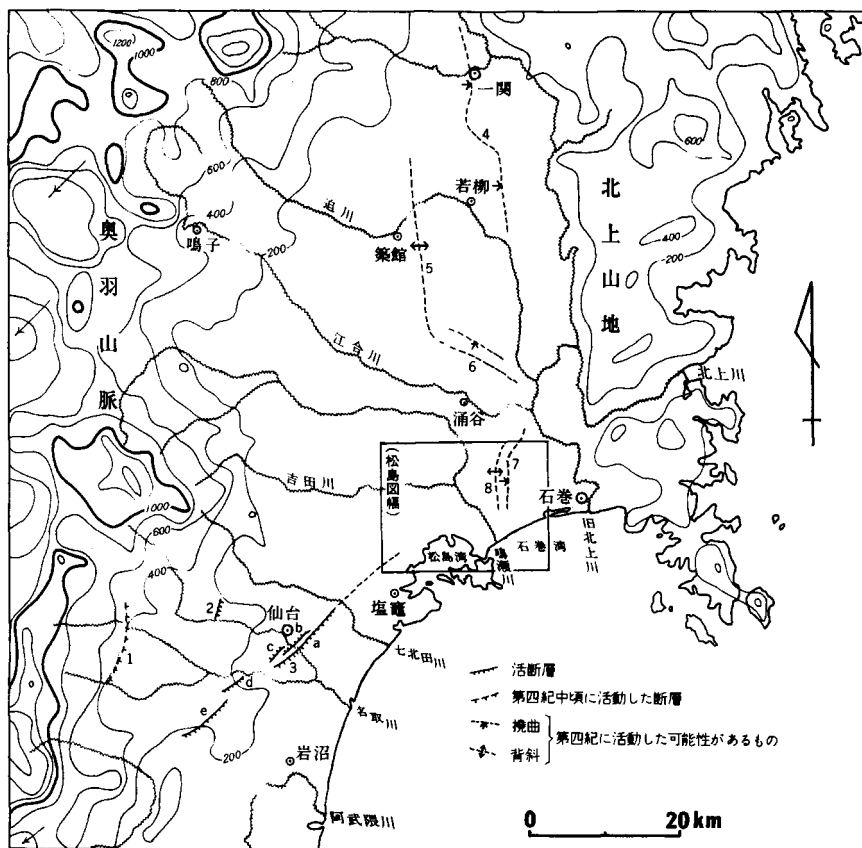 1200
1000
800
一関
4
600
北上山地
600
若柳
迫川
400
鳴子
200
築館
5
400
200
奥羽山脈
江合川
6
北上川
涌谷
(松島図幅)
7
吉田川
8
石巻
1000
旧北上川
600
松島湾
鳴瀬川
石巻湾
400
2
仙台
塩竈
b
a
c
1
3
七北田川
d
名取川
e
200
岩沼
阿武隈川
活断層
第四紀中頃に活動した断層
撓曲
背斜
第四紀に活動した可能性があるもの
0 20km